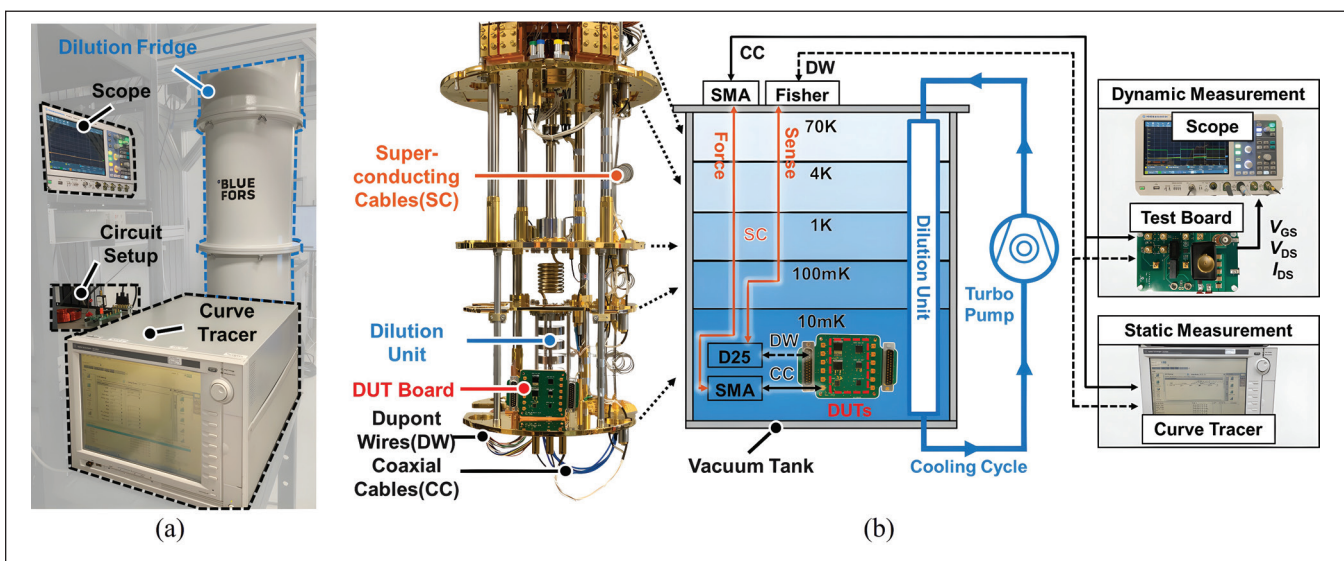 Dilution Fridge
Scope
BLUE
FORS
Circuit
Setup
Curve
Tracer
(a)
Super-
conducting
Cables(SC)
Dilution
Unit
DUT Board
Dupont
Wires(DW)
Coaxial
Cables(CC)
CC
DW
SMA
Fisher
Force
Sense
70K
4K
1K
SC
100mK
10mK
D25
DW
CC
SMA
DUTs
Vacuum Tank
Dilution Unit
Turbo
Pump
Cooling Cycle
Dynamic Measurement
Scope
Test Board
VGS
VDS
IDS
Static Measurement
Curve Tracer
(b)